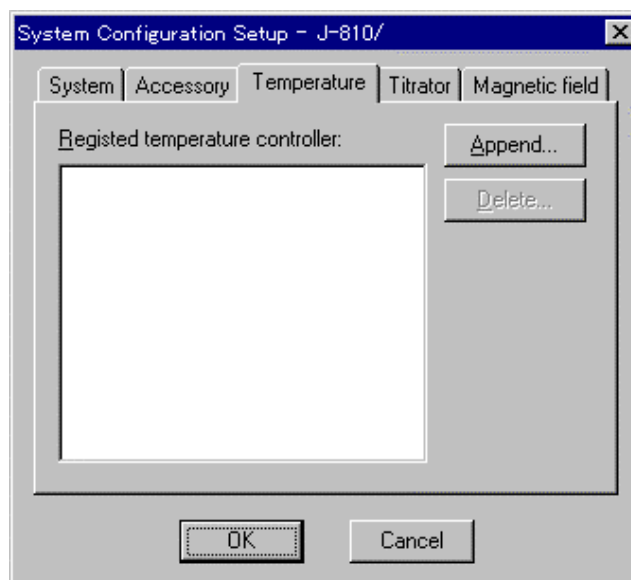 System Configuration Setup - J-810/
System Accessory Temperature Titrator Magnetic field
Registed temperature controller:
Append...
Delete...
OK Cancel